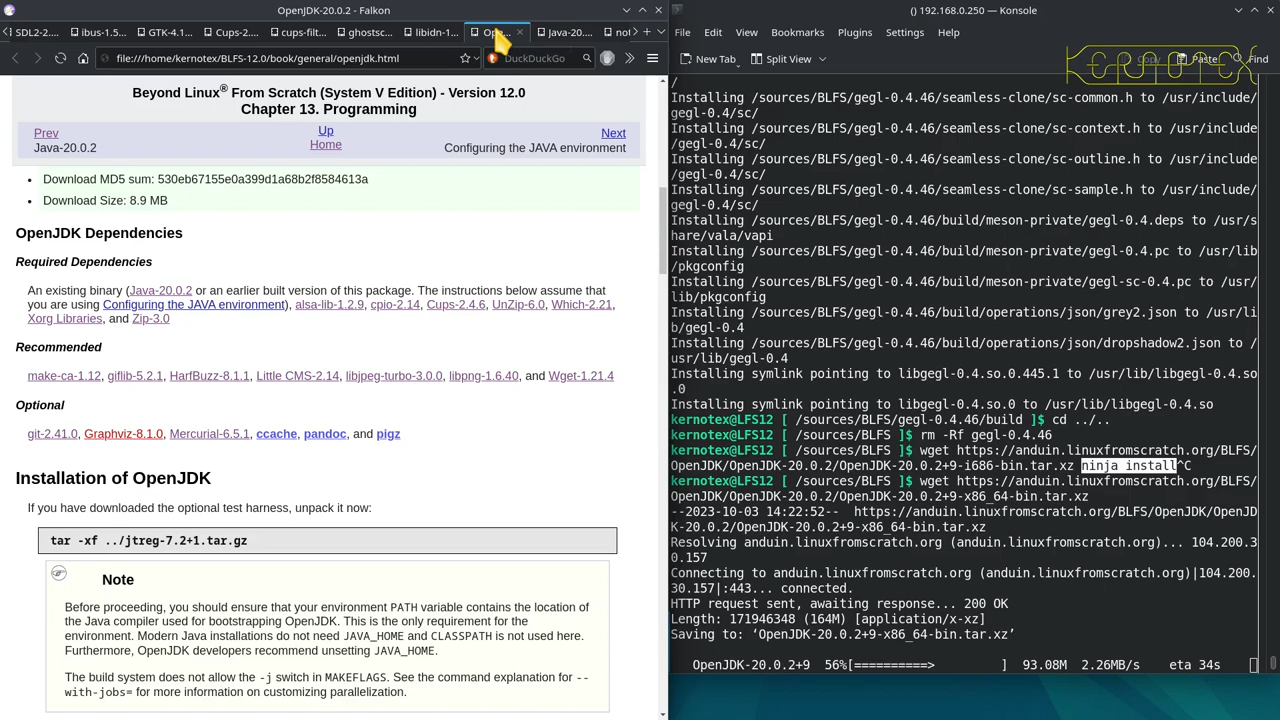 OpenJDK-20.0.2 - Falkon
SDL2-2.... ibus-1.5... GTK-4.1... Cups-2.... cups-filt... ghostsc... libidn-1... Ope... Java-20.... not
file:///home/kernotex/BLFS-12.0/book/general/openjdk.html DuckDuckGo
Beyond Linux® From Scratch (System V Edition) - Version 12.0
Chapter 13. Programming
Prev Up Next
Java-20.0.2 Home Configuring the JAVA environment
• Download MD5 sum: 530eb67155e0a399d1a68b2f8584613a
• Download Size: 8.9 MB
OpenJDK Dependencies
Required Dependencies
An existing binary (Java-20.0.2 or an earlier built version of this package. The instructions below assume that
you are using Configuring the JAVA environment), alsa-lib-1.2.9, cpio-2.14, Cups-2.4.6, UnZip-6.0, Which-2.21,
Xorg Libraries, and Zip-3.0
Recommended
make-ca-1.12, giflib-5.2.1, HarfBuzz-8.1.1, Little CMS-2.14, libjpeg-turbo-3.0.0, libpng-1.6.40, and Wget-1.21.4
Optional
git-2.41.0, Graphviz-8.1.0, Mercurial-6.5.1, ccache, pandoc, and pigz
Installation of OpenJDK
If you have downloaded the optional test harness, unpack it now:
tar -xf ../jtreg-7.2+1.tar.gz
Note
Before proceeding, you should ensure that your environment PATH variable contains the location of
the Java compiler used for bootstrapping OpenJDK. This is the only requirement for the
environment. Modern Java installations do not need JAVA_HOME and CLASSPATH is not used here.
Furthermore, OpenJDK developers recommend unsetting JAVA_HOME.
The build system does not allow the -j switch in MAKEFLAGS. See the command explanation for --
with-jobs= for more information on customizing parallelization.
() 192.168.0.250 — Konsole
File Edit View Bookmarks Plugins Settings Help
New Tab Split View Copy Paste Find
KERNOTEX
/
Installing /sources/BLFS/gegl-0.4.46/seamless-clone/sc-common.h to /usr/include/
gegl-0.4/sc/
Installing /sources/BLFS/gegl-0.4.46/seamless-clone/sc-context.h to /usr/include
/gegl-0.4/sc/
Installing /sources/BLFS/gegl-0.4.46/seamless-clone/sc-outline.h to /usr/include
/gegl-0.4/sc/
Installing /sources/BLFS/gegl-0.4.46/seamless-clone/sc-sample.h to /usr/include/
gegl-0.4/sc/
Installing /sources/BLFS/gegl-0.4.46/build/meson-private/gegl-0.4.deps to /usr/s
hare/vala/vapi
Installing /sources/BLFS/gegl-0.4.46/build/meson-private/gegl-0.4.pc to /usr/lib
/pkgconfig
Installing /sources/BLFS/gegl-0.4.46/build/meson-private/gegl-sc-0.4.pc to /usr/
lib/pkgconfig
Installing /sources/BLFS/gegl-0.4.46/build/operations/json/grey2.json to /usr/li
b/gegl-0.4
Installing /sources/BLFS/gegl-0.4.46/build/operations/json/dropshadow2.json to /
usr/lib/gegl-0.4
Installing symlink pointing to libgegl-0.4.so.0.445.1 to /usr/lib/libgegl-0.4.so
.0
Installing symlink pointing to libgegl-0.4.so.0 to /usr/lib/libgegl-0.4.so
kernotex@LFS12 [ /sources/BLFS/gegl-0.4.46/build ]$ cd ../..
kernotex@LFS12 [ /sources/BLFS ]$ rm -Rf gegl-0.4.46
kernotex@LFS12 [ /sources/BLFS ]$ wget https://anduin.linuxfromscratch.org/BLFS/
OpenJDK/OpenJDK-20.0.2/OpenJDK-20.0.2+9-i686-bin.tar.xz ninja install^C
kernotex@LFS12 [ /sources/BLFS ]$ wget https://anduin.linuxfromscratch.org/BLFS/
OpenJDK/OpenJDK-20.0.2/OpenJDK-20.0.2+9-x86_64-bin.tar.xz
--2023-10-03 14:22:52-- https://anduin.linuxfromscratch.org/BLFS/OpenJDK/OpenJD
K-20.0.2/OpenJDK-20.0.2+9-x86_64-bin.tar.xz
Resolving anduin.linuxfromscratch.org (anduin.linuxfromscratch.org)... 104.200.3
0.157
Connecting to anduin.linuxfromscratch.org (anduin.linuxfromscratch.org)|104.200.
30.157|:443... connected.
HTTP request sent, awaiting response... 200 OK
Length: 171946348 (164M) [application/x-xz]
Saving to: ‘OpenJDK-20.0.2+9-x86_64-bin.tar.xz’
OpenJDK-20.0.2+9 56%[==========> ] 93.08M 2.26MB/s eta 34s